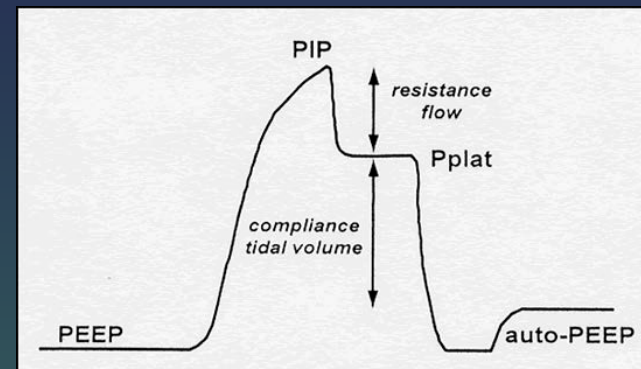 PIP
resistance
flow
Pplat
compliance
tidal volume
PEEP
auto-PEEP